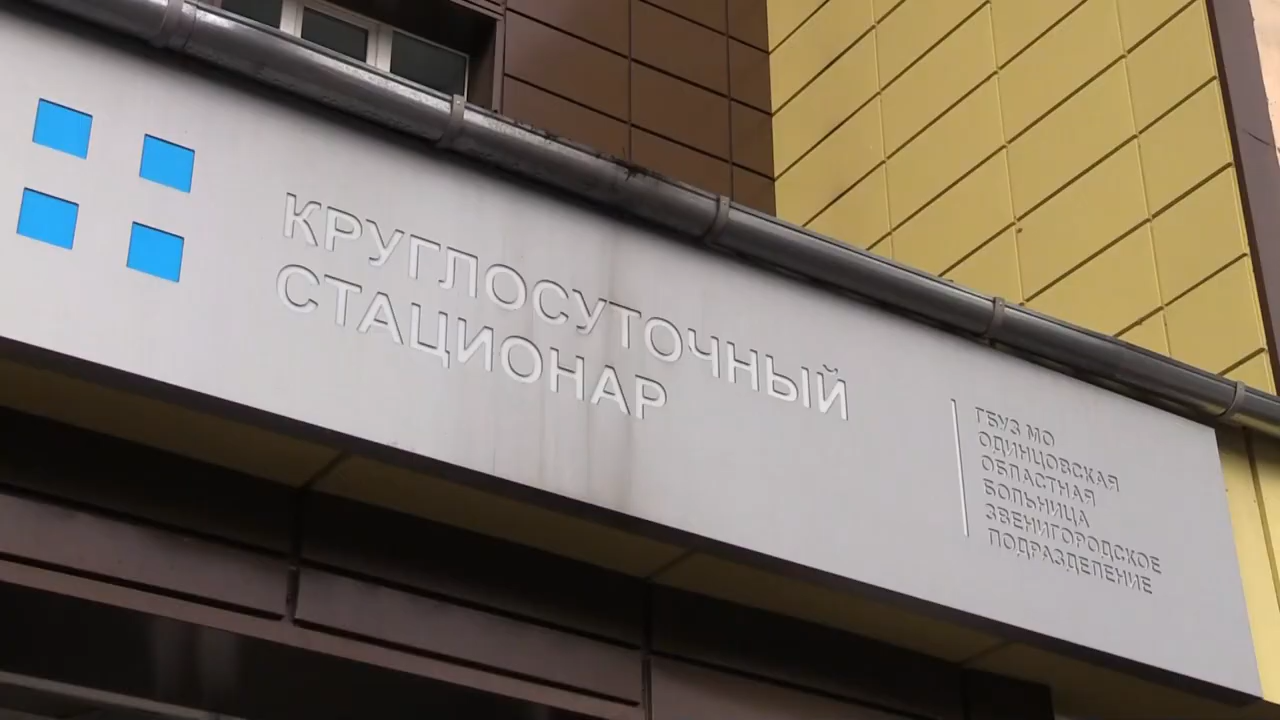 КРУГЛОСУТОЧНЫЙ
СТАЦИОНАР
ГБУЗ МО
ОДИНЦОВСКАЯ
ОБЛАСТНАЯ
БОЛЬНИЦА
ЗВЕНИГОРОДСКОЕ
ПОДРАЗДЕЛЕНИЕ